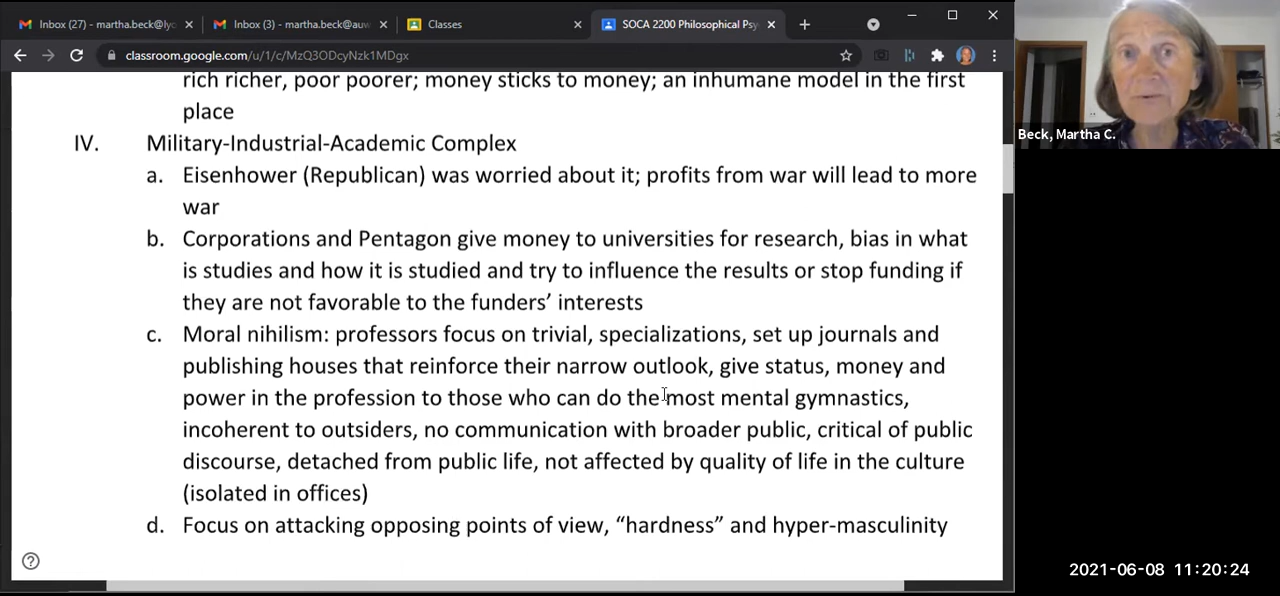 Inbox (27) - martha.beck@lyo
Inbox (3) - martha.beck@auw
Classes
SOCA 2200 Philosophical Psy
classroom.google.com/u/1/c/MzQ3ODcyNzk1MDgx
rich richer, poor poorer; money sticks to money; an inhumane model in the first
place
IV. Military-Industrial-Academic Complex
a. Eisenhower (Republican) was worried about it; profits from war will lead to more
war
b. Corporations and Pentagon give money to universities for research, bias in what
is studies and how it is studied and try to influence the results or stop funding if
they are not favorable to the funders’ interests
c. Moral nihilism: professors focus on trivial, specializations, set up journals and
publishing houses that reinforce their narrow outlook, give status, money and
power in the profession to those who can do the most mental gymnastics,
incoherent to outsiders, no communication with broader public, critical of public
discourse, detached from public life, not affected by quality of life in the culture
(isolated in offices)
d. Focus on attacking opposing points of view, “hardness” and hyper-masculinity
Beck, Martha C.
2021-06-08 11:20:24